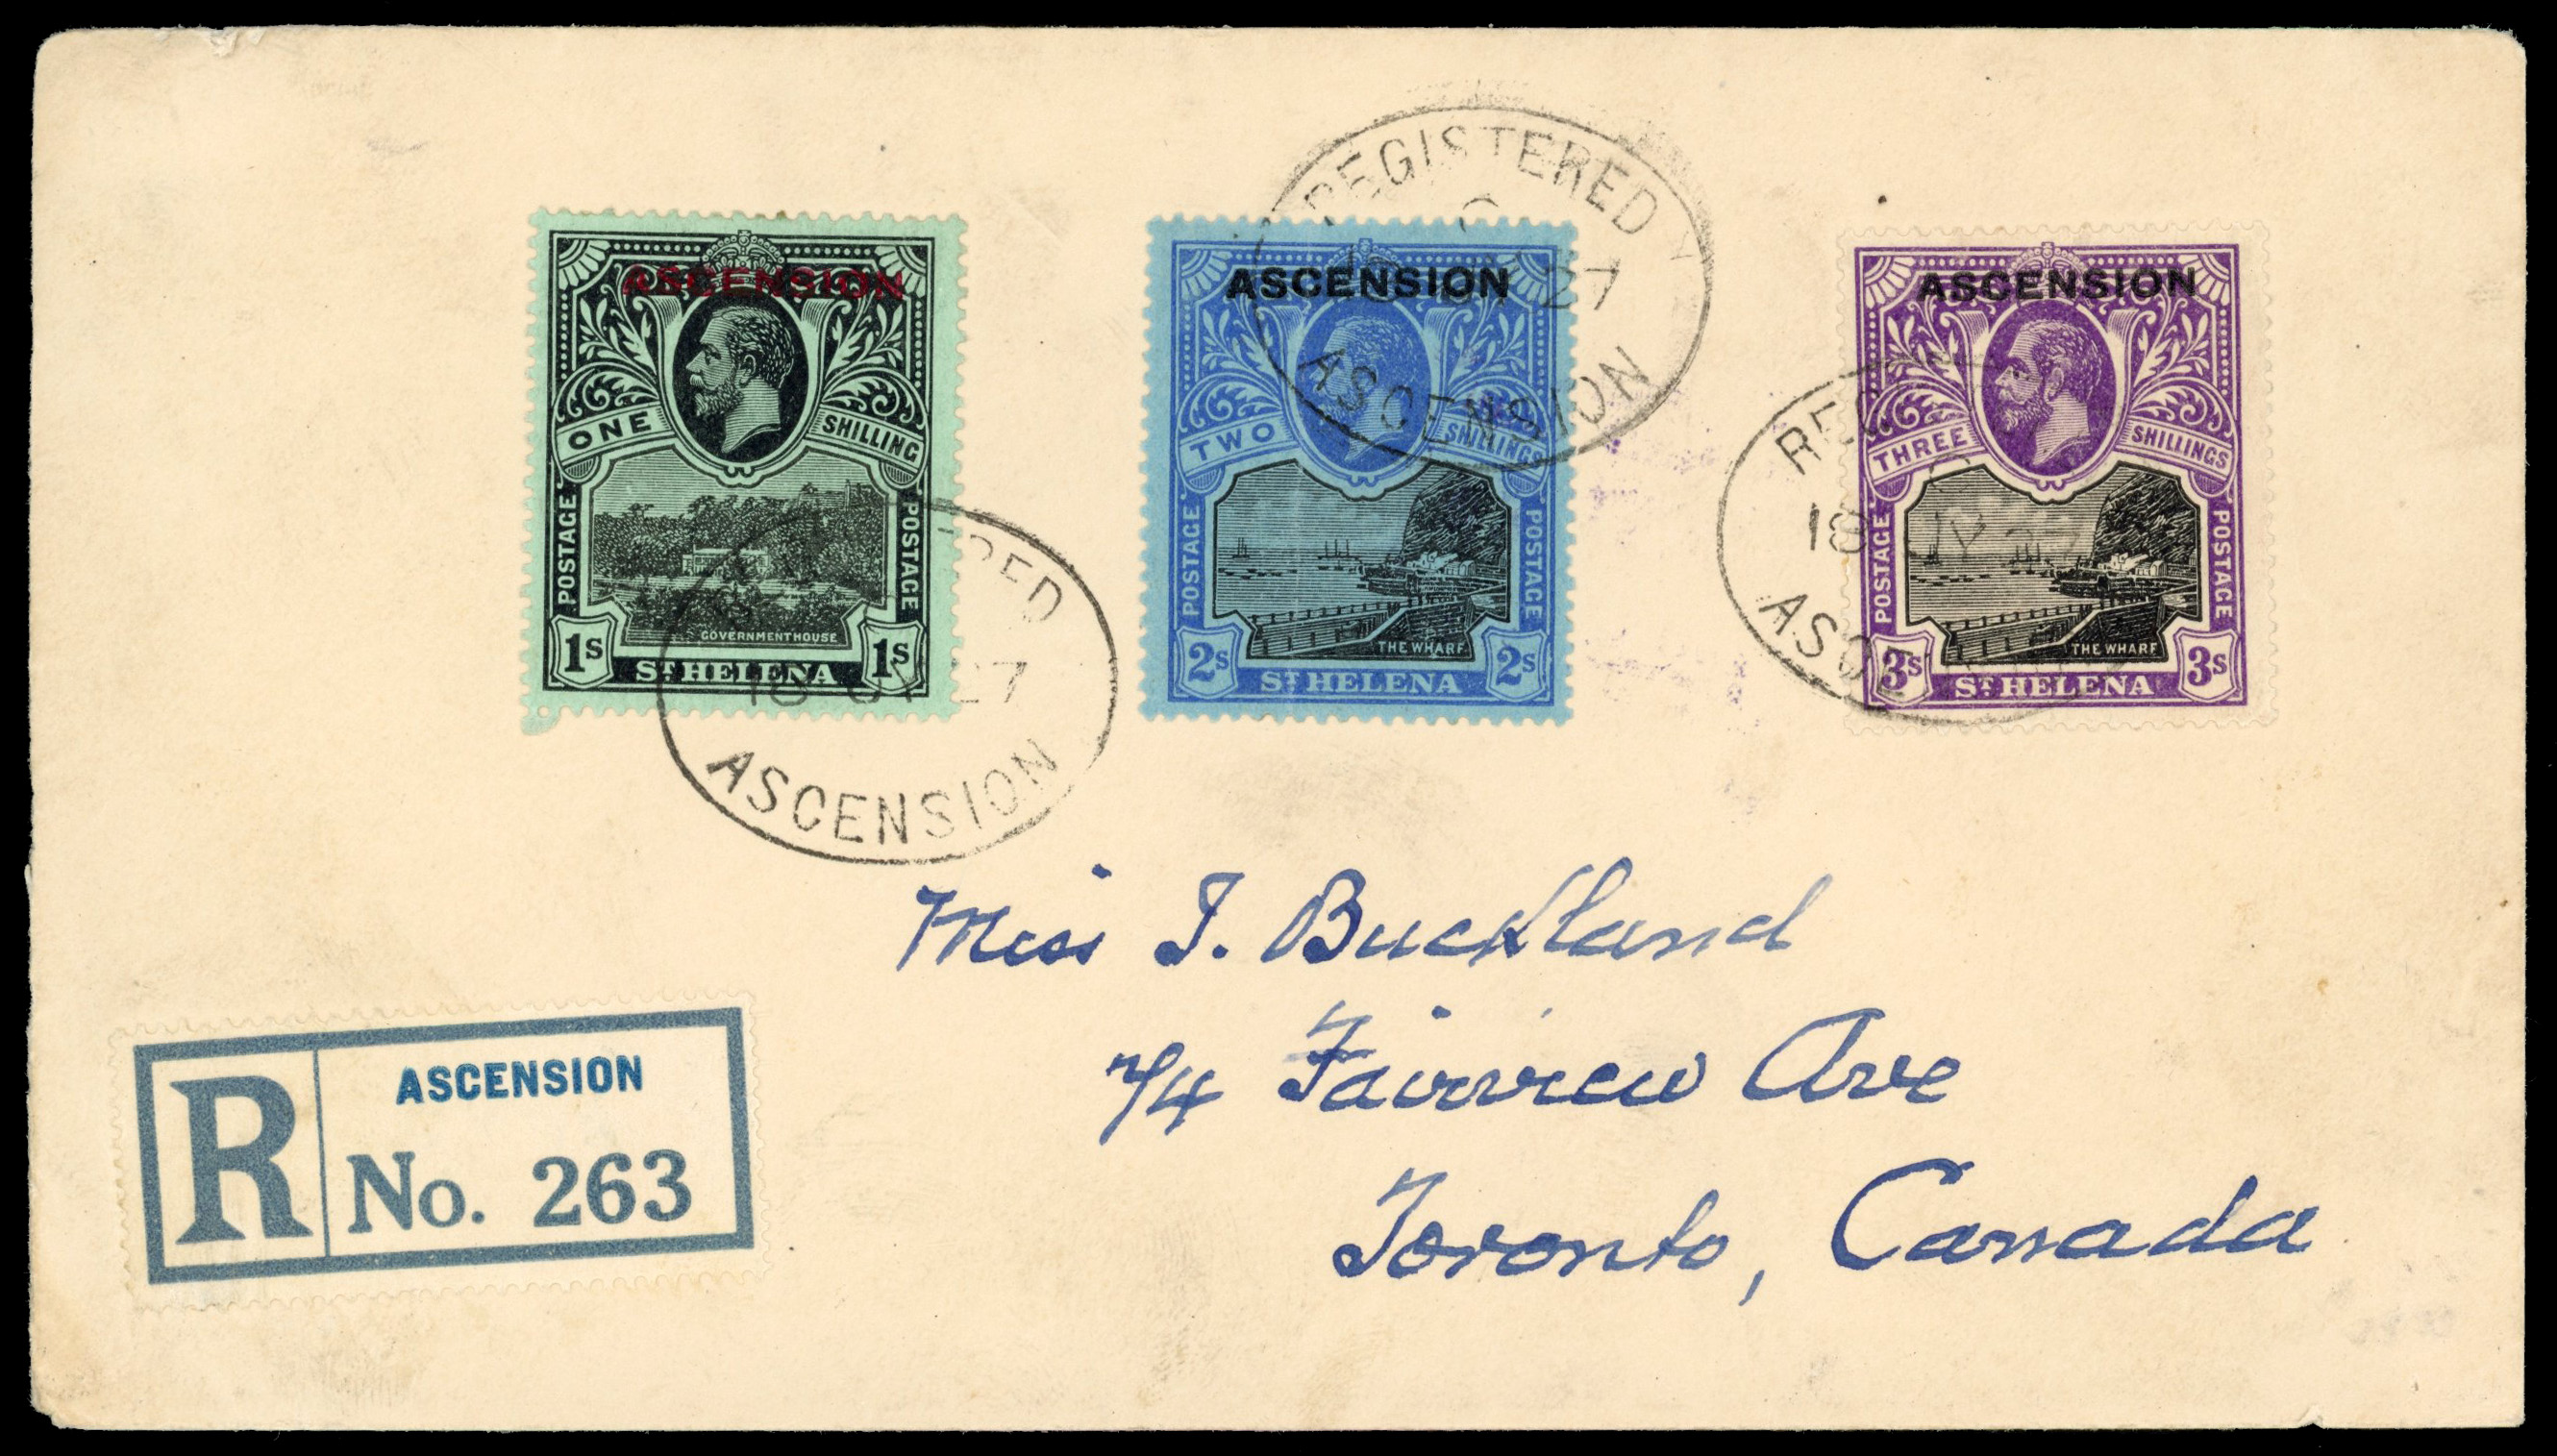 ASCENSION
ONE SHILLING
POSTAGE POSTAGE
GOVERNMENT HOUSE
1s 1s
ST HELENA
ASCENSION
TWO SHILLINGS
POSTAGE POSTAGE
THE WHARF
2s 2s
ST HELENA
ASCENSION
THREE SHILLINGS
POSTAGE POSTAGE
THE WHARF
3s 3s
ST HELENA
REGISTERED
27
ASCENSION
ASCENSION
Miss I. Buckland
74 Fairview Ave
Toronto, Canada
R
ASCENSION
No. 263